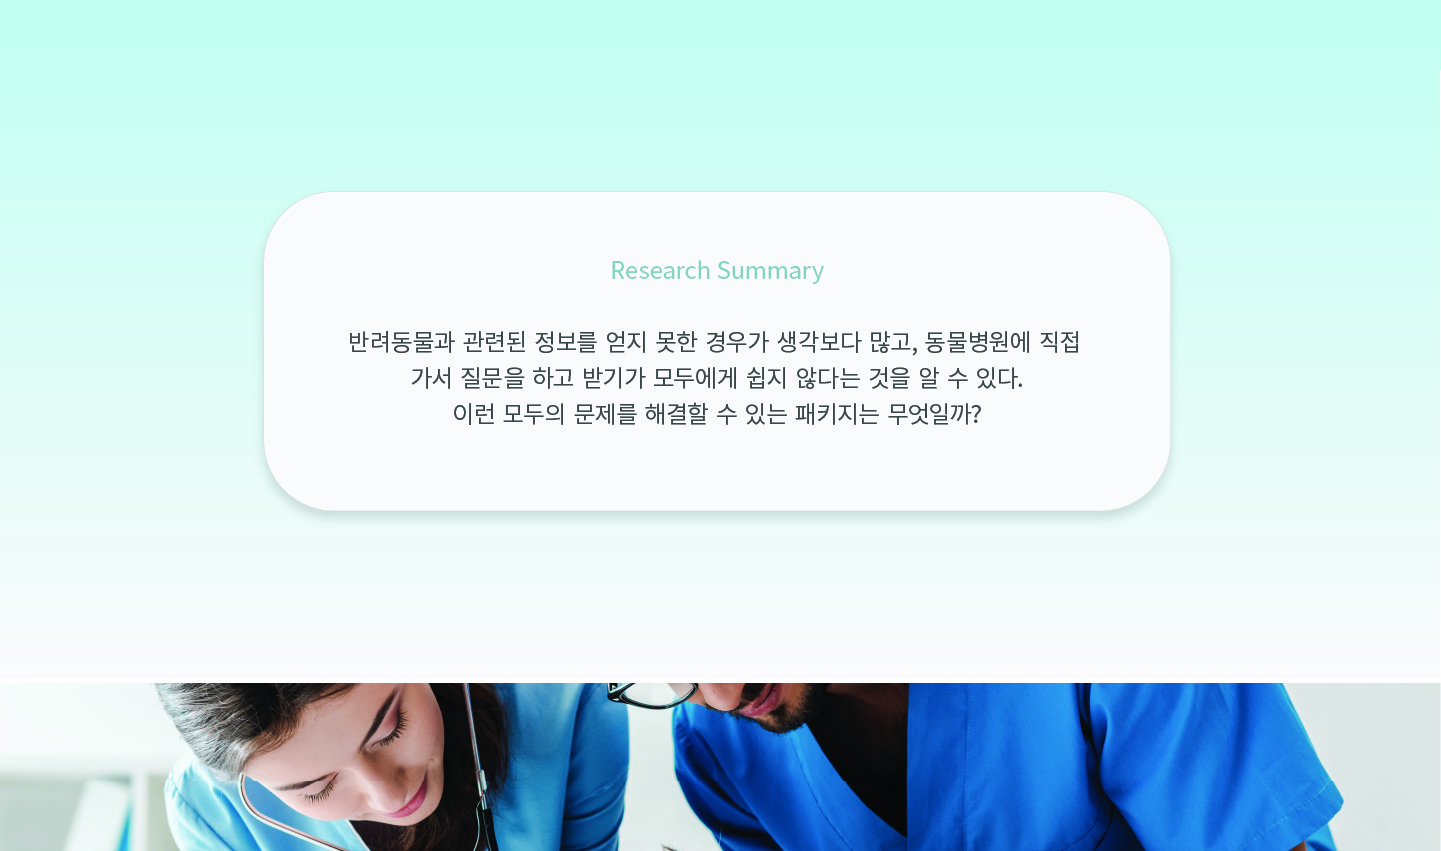 Research Summary
반려동물과 관련된 정보를 얻지 못한 경우가 생각보다 많고, 동물병원에 직접
가서 질문을 하고 받기가 모두에게 쉽지 않다는 것을 알 수 있다.
이런 모두의 문제를 해결할 수 있는 패키지는 무엇일까?